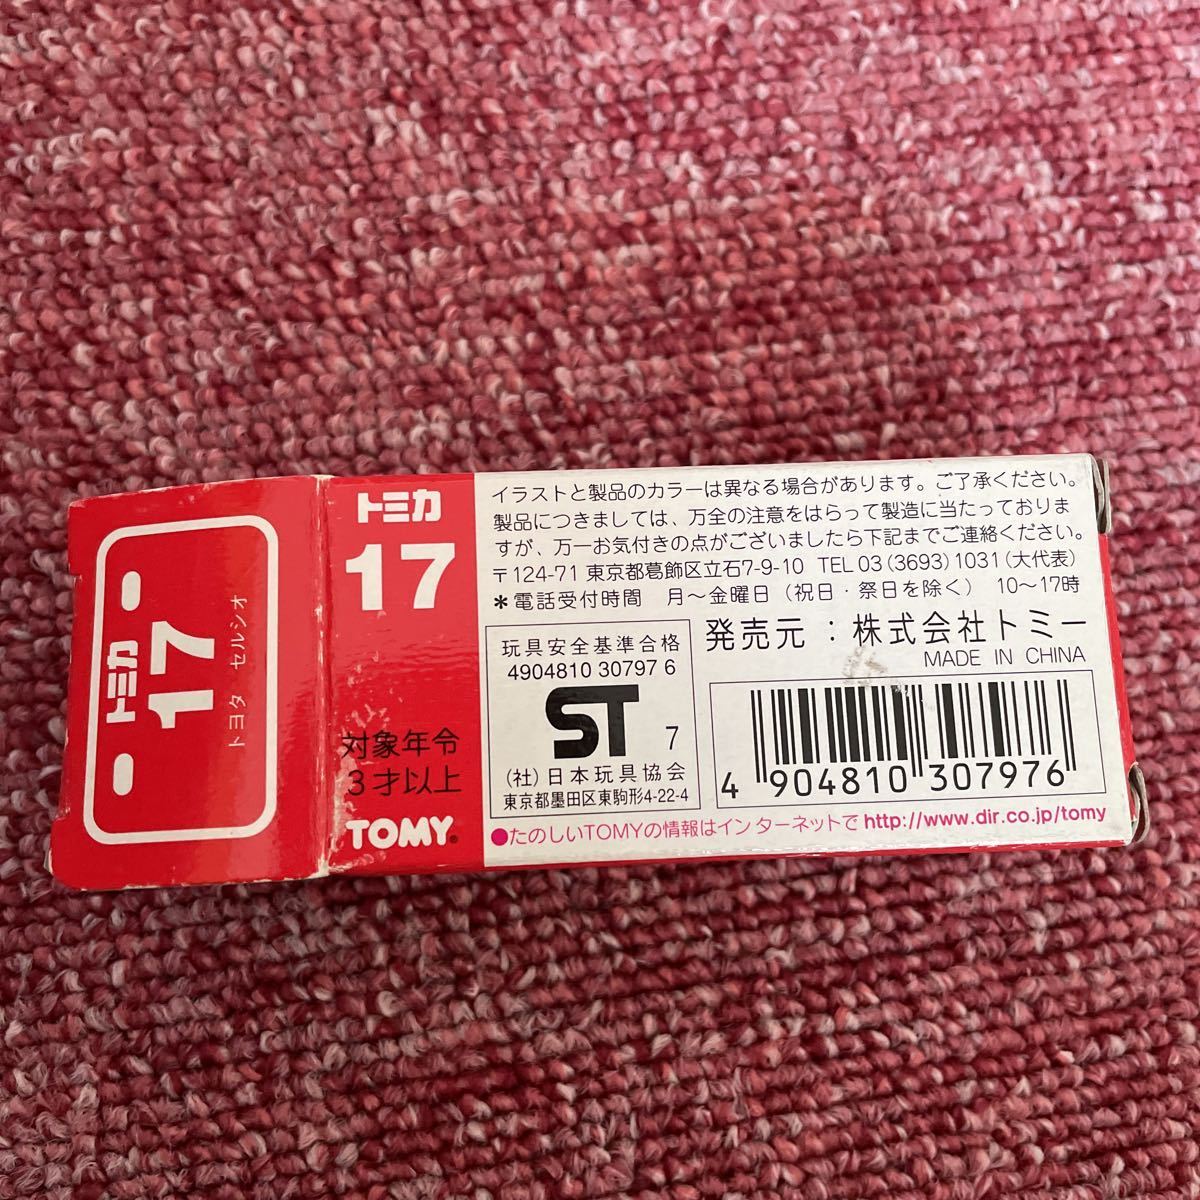 トミカ
17
トヨタ セルシオ
トミカ
17
対象年令
3才以上
TOMY®
イラストと製品のカラーは異なる場合があります。ご了承ください。
製品につきましては、万全の注意をはらって製造に当たっておりま
すが、万一お気付きの点がございましたら下記までご連絡ください。
〒124-71 東京都葛飾区立石7-9-10 TEL 03(3693)1031(大代表)
＊電話受付時間 月〜金曜日(祝日・祭日を除く) 10〜17時
玩具安全基準合格
4904810 30797 6
ST 7
(社)日本玩具協会
東京都墨田区東駒形4-22-4
発売元:株式会社トミー
MADE IN CHINA
4 904810 307976
●たのしいTOMYの情報はインターネットで http://www.dir.co.jp/tomy